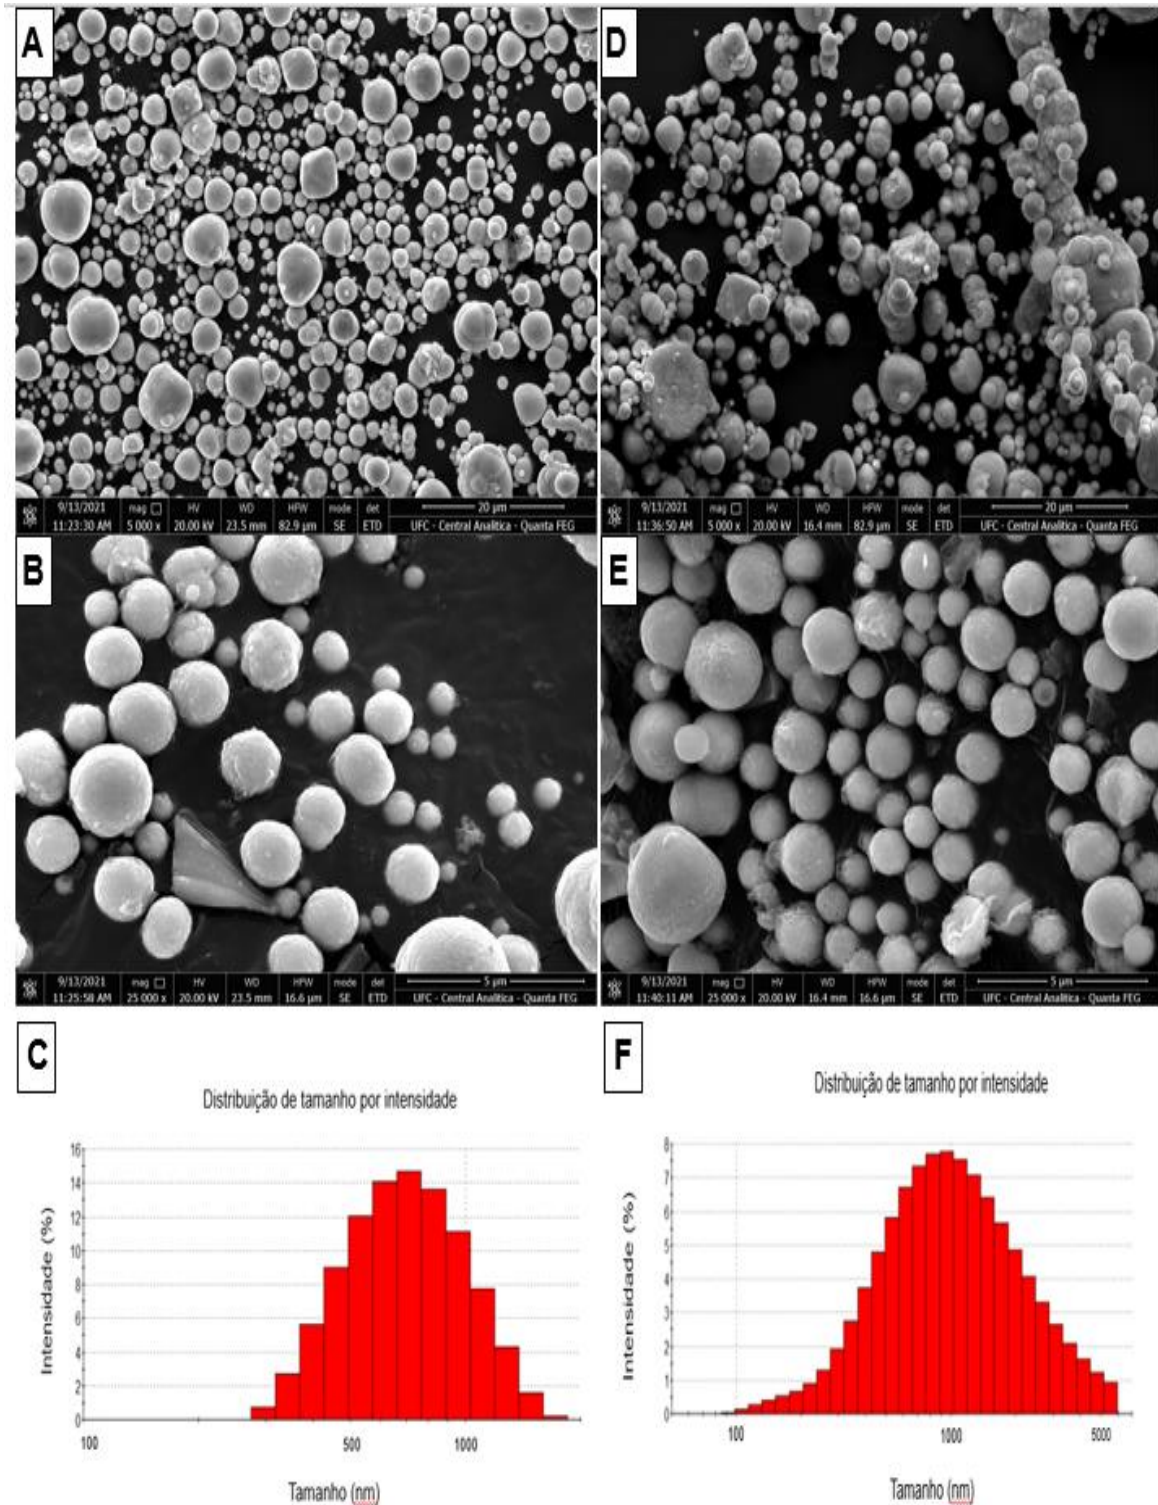 A
9/13/2021 mag HV WD HFW mode det 20 µm
11:23:30 AM 5 000 x 20.00 kV 23.5 mm 82.9 µm SE ETD UFC - Central Analítica - Quanta FEG
D
9/13/2021 mag HV WD HFW mode det 20 µm
11:36:50 AM 5 000 x 20.00 kV 16.4 mm 82.9 µm SE ETD UFC - Central Analítica - Quanta FEG
B
9/13/2021 mag HV WD HFW mode det 5 µm
11:25:58 AM 25 000 x 20.00 kV 23.5 mm 16.6 µm SE ETD UFC - Central Analítica - Quanta FEG
E
9/13/2021 mag HV WD HFW mode det 5 µm
11:40:11 AM 25 000 x 20.00 kV 16.4 mm 16.6 µm SE ETD UFC - Central Analítica - Quanta FEG
C
Distribuição de tamanho por intensidade
Intensidade (%)
16
14
12
10
8
6
4
2
0
100 500 1000
Tamanho (nm)
F
Distribuição de tamanho por intensidade
Intensidade (%)
8
7
6
5
4
3
2
1
0
100 1000 5000
Tamanho (nm)